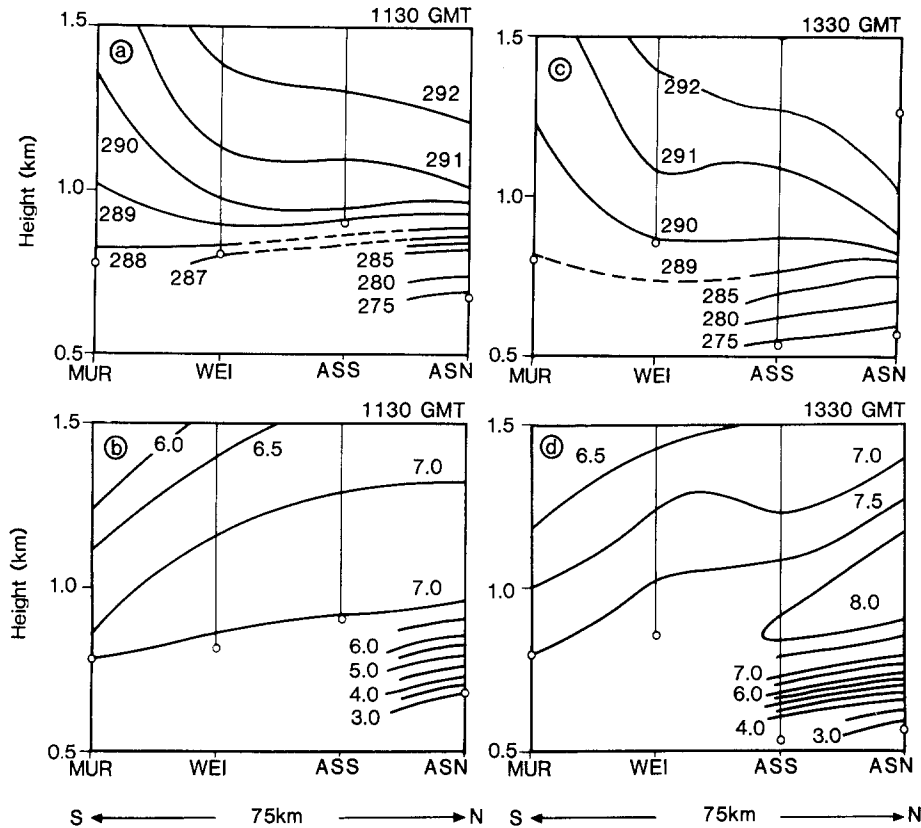 1130 GMT
1.5
1.0
0.5
Height (km)
a
292
291
290
289
288
287
285
280
275
MUR WEI ASS ASN
1330 GMT
1.5
1.0
0.5
c
292
291
290
289
285
280
275
MUR WEI ASS ASN
1130 GMT
1.5
1.0
0.5
Height (km)
b
6.0
6.5
7.0
7.0
6.0
5.0
4.0
3.0
MUR WEI ASS ASN
S 75km N
1330 GMT
1.5
1.0
0.5
d
6.5
7.0
7.5
8.0
7.0
6.0
4.0
3.0
MUR WEI ASS ASN
S 75km N